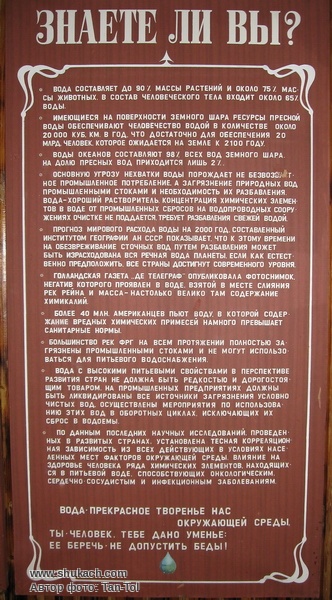 ЗНАЕТЕ ЛИ ВЫ?
ВОДА СОСТАВЛЯЕТ ДО 90% МАССЫ РАСТЕНИЙ И ОКОЛО 75% МАС-
СЫ ЖИВОТНЫХ. В СОСТАВ ЧЕЛОВЕЧЕСКОГО ТЕЛА ВХОДИТ ОКОЛО 65%
ВОДЫ.
ИМЕЮЩИЕСЯ НА ПОВЕРХНОСТИ ЗЕМНОГО ШАРА РЕСУРСЫ ПРЕСНОЙ
ВОДЫ ОБЕСПЕЧИВАЮТ ЧЕЛОВЕЧЕСТВО ВОДОЙ В КОЛИЧЕСТВЕ ОКОЛО
20 000 КУБ. КМ. В ГОД, ЧТО ДОСТАТОЧНО ДЛЯ ОБЕСПЕЧЕНИЯ 20
МЛРД. ЧЕЛОВЕК, КОТОРОЕ ОЖИДАЕТСЯ НА ЗЕМЛЕ К 2100 ГОДУ.
ВОДЫ ОКЕАНОВ СОСТАВЛЯЮТ 98% ВСЕХ ВОД ЗЕМНОГО ШАРА.
НА ДОЛЮ ПРЕСНЫХ ВОД ПРИХОДИТСЯ ЛИШЬ 2%.
ОСНОВНУЮ УГРОЗУ НЕХВАТКИ ВОДЫ ПОРОЖДАЕТ НЕ БЕЗВОЗВРАТ-
НОЕ ПРОМЫШЛЕННОЕ ПОТРЕБЛЕНИЕ, А ЗАГРЯЗНЕНИЕ ПРИРОДНЫХ ВОД
ПРОМЫШЛЕННЫМИ СТОКАМИ И НЕОБХОДИМОСТЬ ИХ РАЗБАВЛЕНИЯ.
ВОДА-ХОРОШИЙ РАСТВОРИТЕЛЬ. КОНЦЕНТРАЦИЯ ХИМИЧЕСКИХ ЭЛЕМЕН-
ТОВ В ВОДЕ ОТ ПРОМЫШЛЕННЫХ СБРОСОВ НА ВОДОПРОВОДНЫХ СООРУ-
ЖЕНИЯХ ОЧИСТКЕ НЕ ПОДДАЕТСЯ, ТРЕБУЕТ РАЗБАВЛЕНИЯ СВЕЖЕЙ ВОДОЙ.
ПРОГНОЗ МИРОВОГО РАСХОДА ВОДЫ НА 2000 ГОД, СОСТАВЛЕННЫЙ
ИНСТИТУТОМ ГЕОГРАФИИ АН СССР ПОКАЗЫВАЕТ, ЧТО К ЭТОМУ ВРЕМЕНИ
НА ОБЕЗВРЕЖИВАНИЕ СТОЧНЫХ ВОД ПУТЕМ РАЗБАВЛЕНИЯ МОЖЕТ
БЫТЬ ИЗРАСХОДОВАНА ВСЯ РЕЧНАЯ ВОДА ПЛАНЕТЫ, ЕСЛИ, КАК ЕСТЕСТ-
ВЕННО ПРЕДПОЛОЖИТЬ, ВСЕ СТРАНЫ ДОСТИГНУТ СОВРЕМЕННОГО УРОВНЯ.
ГОЛЛАНДСКАЯ ГАЗЕТА „ДЕ ТЕЛЕГРАФ" ОПУБЛИКОВАЛА ФОТОСНИМОК,
НЕГАТИВ КОТОРОГО ПРОЯВЛЕН В ВОДЕ, ВЗЯТОЙ В МЕСТЕ СЛИЯНИЯ
РЕК РЕЙНА И МАССА-НАСТОЛЬКО ВЕЛИКО ТАМ СОДЕРЖАНИЕ
ХИМИКАЛИЙ.
БОЛЕЕ 40 МЛН. АМЕРИКАНЦЕВ ПЬЮТ ВОДУ, В КОТОРОЙ СОДЕР-
ЖАНИЕ ВРЕДНЫХ ХИМИЧЕСКИХ ПРИМЕСЕЙ НАМНОГО ПРЕВЫШАЕТ
САНИТАРНЫЕ НОРМЫ.
БОЛЬШИНСТВО РЕК ФРГ НА ВСЕМ ПРОТЯЖЕНИИ ПОЛНОСТЬЮ ЗА-
ГРЯЗНЕНЫ ПРОМЫШЛЕННЫМИ СТОКАМИ И НЕ МОГУТ ИСПОЛЬЗО-
ВАТЬСЯ ДЛЯ ПИТЬЕВОГО ВОДОСНАБЖЕНИЯ.
ВОДА С ВЫСОКИМИ ПИТЬЕВЫМИ СВОЙСТВАМИ В ПЕРСПЕКТИВЕ
РАЗВИТИЯ СТРАН НЕ ДОЛЖНА БЫТЬ РЕДКОСТЬЮ И ДОРОГОСТОЯ-
ЩИМ ТОВАРОМ. НА ПРОМЫШЛЕННЫХ ПРЕДПРИЯТИЯХ ДОЛЖНЫ
БЫТЬ ЛИКВИДИРОВАНЫ ВСЕ ИСТОЧНИКИ ЗАГРЯЗНЕНИЯ УСЛОВНО
ЧИСТЫХ ВОД, ОСУЩЕСТВЛЕНЫ МЕРОПРИЯТИЯ ПО ИСПОЛЬЗОВА-
НИЮ ЭТИХ ВОД В ОБОРОТНЫХ ЦИКЛАХ, ИСКЛЮЧАЮЩИХ ИХ
СБРОС В ВОДОЕМЫ.
ПО ДАННЫМ ПОСЛЕДНИХ НАУЧНЫХ ИССЛЕДОВАНИЙ, ПРОВЕДЕН-
НЫХ В РАЗВИТЫХ СТРАНАХ, УСТАНОВЛЕНА ТЕСНАЯ КОРРЕЛЯЦИОН-
НАЯ ЗАВИСИМОСТЬ ИЗ ВСЕХ ДЕЙСТВУЮЩИХ В УСЛОВИЯХ НАСЕ-
ЛЕННЫХ МЕСТ ФАКТОРОВ ОКРУЖАЮЩЕЙ СРЕДЫ, ВЛИЯНИЕ НА
ЗДОРОВЬЕ ЧЕЛОВЕКА РЯДА ХИМИЧЕСКИХ ЭЛЕМЕНТОВ, НАХОДЯЩИХ-
СЯ В ПИТЬЕВОЙ ВОДЕ, СПОСОБСТВУЮЩИХ ОНКОЛОГИЧЕСКИМ,
СЕРДЕЧНО-СОСУДИСТЫМ И ИНФЕКЦИОННЫМ ЗАБОЛЕВАНИЯМ.
ВОДА-ПРЕКРАСНОЕ ТВОРЕНЬЕ НАС
ОКРУЖАЮЩЕЙ СРЕДЫ,
ТЫ-ЧЕЛОВЕК, ТЕБЕ ДАНО УМЕНЬЕ:
ЕЕ БЕРЕЧЬ-НЕ ДОПУСТИТЬ БЕДЫ!
www.shukach.com
Автор фото: Tan-Tol